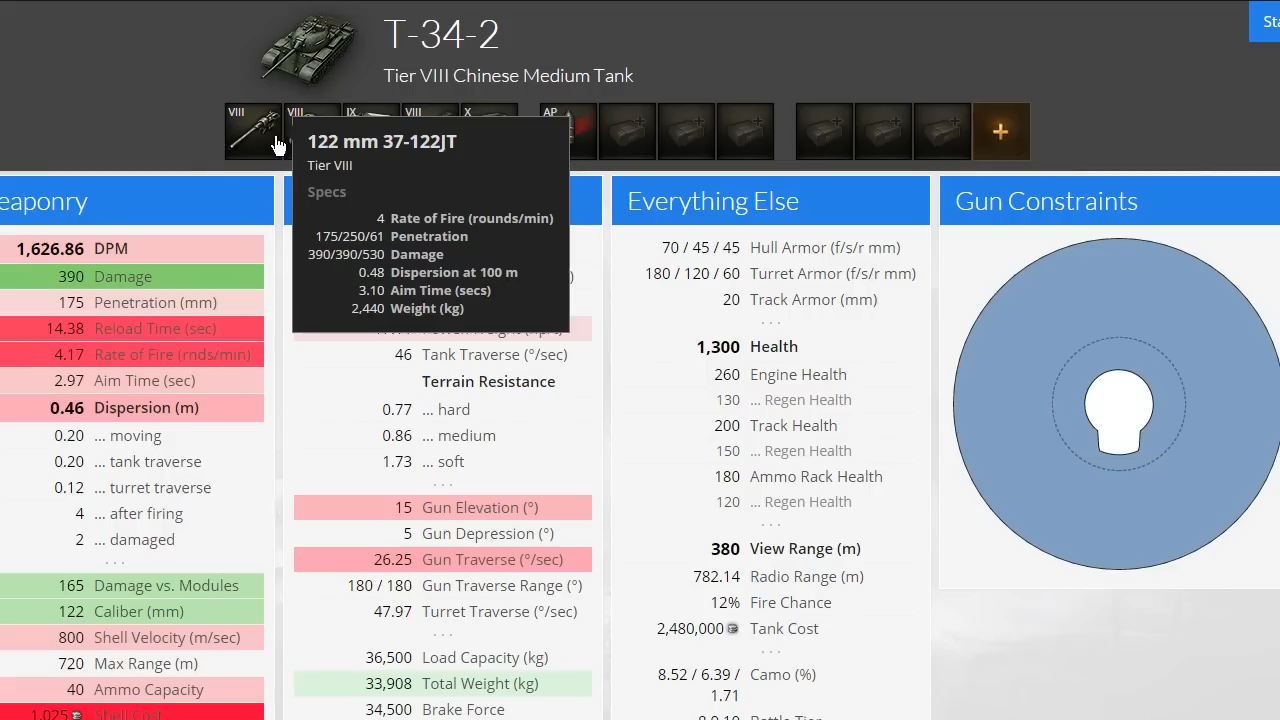 T-34-2
Sta
Tier VIII Chinese Medium Tank
VIII VIII IX VIII X AP
+
122 mm 37-122JT
Tier VIII
Specs
4 Rate of Fire (rounds/min)
175/250/61 Penetration
390/390/530 Damage
0.48 Dispersion at 100 m
3.10 Aim Time (secs)
2,440 Weight (kg)
eaponry
1,626.86 DPM
390 Damage
175 Penetration (mm)
14.38 Reload Time (sec)
4.17 Rate of Fire (rnds/min)
2.97 Aim Time (sec)
0.46 Dispersion (m)
0.20 ... moving
0.20 ... tank traverse
0.12 ... turret traverse
4 ... after firing
2 ... damaged
...
165 Damage vs. Modules
122 Caliber (mm)
800 Shell Velocity (m/sec)
720 Max Range (m)
40 Ammo Capacity
1,025 Shell Cost
46 Tank Traverse (°/sec)
Terrain Resistance
0.77 ... hard
0.86 ... medium
1.73 ... soft
...
15 Gun Elevation (°)
5 Gun Depression (°)
26.25 Gun Traverse (°/sec)
180 / 180 Gun Traverse Range (°)
47.97 Turret Traverse (°/sec)
...
36,500 Load Capacity (kg)
33,908 Total Weight (kg)
34,500 Brake Force
Everything Else
70 / 45 / 45 Hull Armor (f/s/r mm)
180 / 120 / 60 Turret Armor (f/s/r mm)
20 Track Armor (mm)
...
1,300 Health
260 Engine Health
130 ... Regen Health
200 Track Health
150 ... Regen Health
180 Ammo Rack Health
120 ... Regen Health
...
380 View Range (m)
782.14 Radio Range (m)
12% Fire Chance
2,480,000 Tank Cost
...
8.52 / 6.39 / Camo (%)
1.71
Battle Tier
Gun Constraints